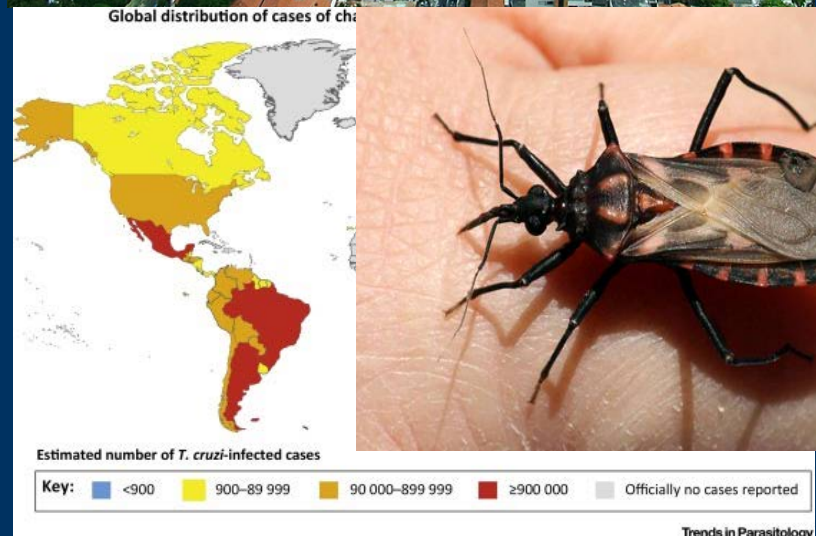 Global distribution of cases of cha
Estimated number of T. cruzi-infected cases
Key: <900 900–89 999 90 000–899 999 ≥900 000 Officially no cases reported
Trends in Parasitology